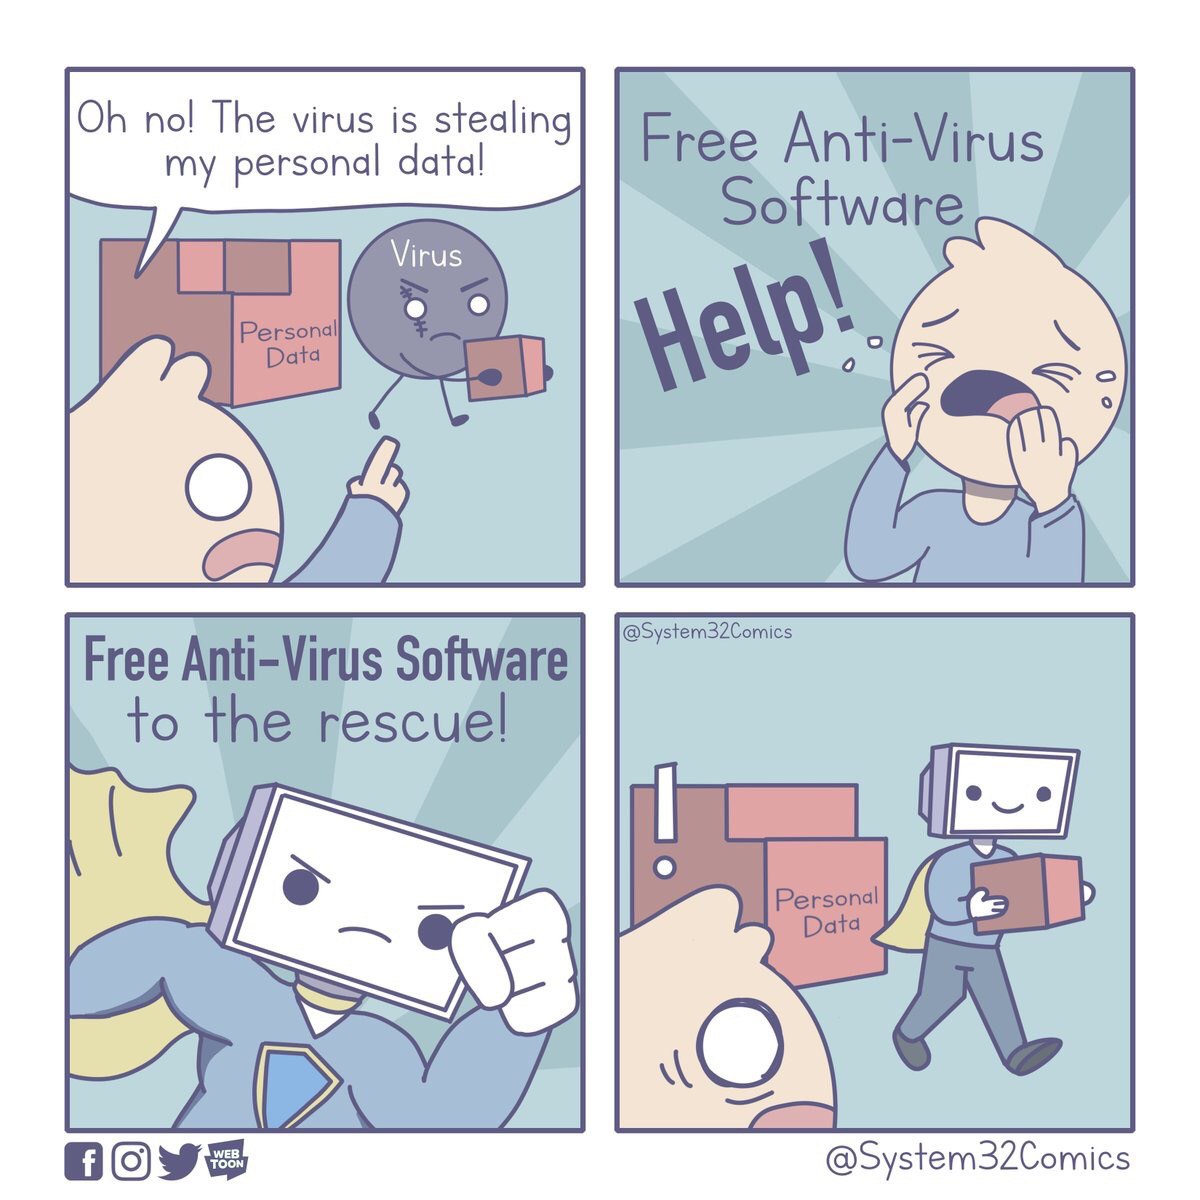 Oh no! The virus is stealing
my personal data!
Virus
Personal
Data
Free Anti-Virus
Software
Help!
Free Anti-Virus Software
to the rescue!
@System32Comics
!
Personal
Data
f
WEB
TOON
@System32Comics